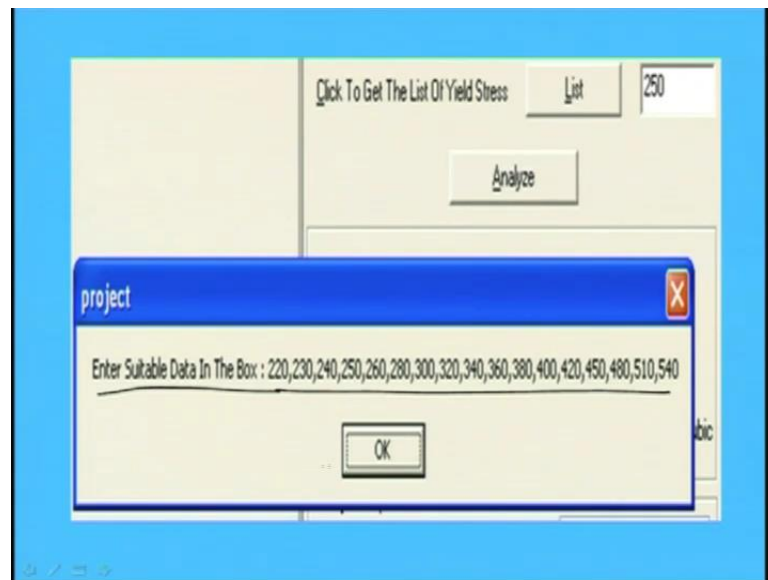 Click To Get The List Of Yield Stress List 250
Analyze
project
Enter Suitable Data In The Box : 220,230,240,250,260,280,300,320,340,360,380,400,420,450,480,510,540
OK
ubic